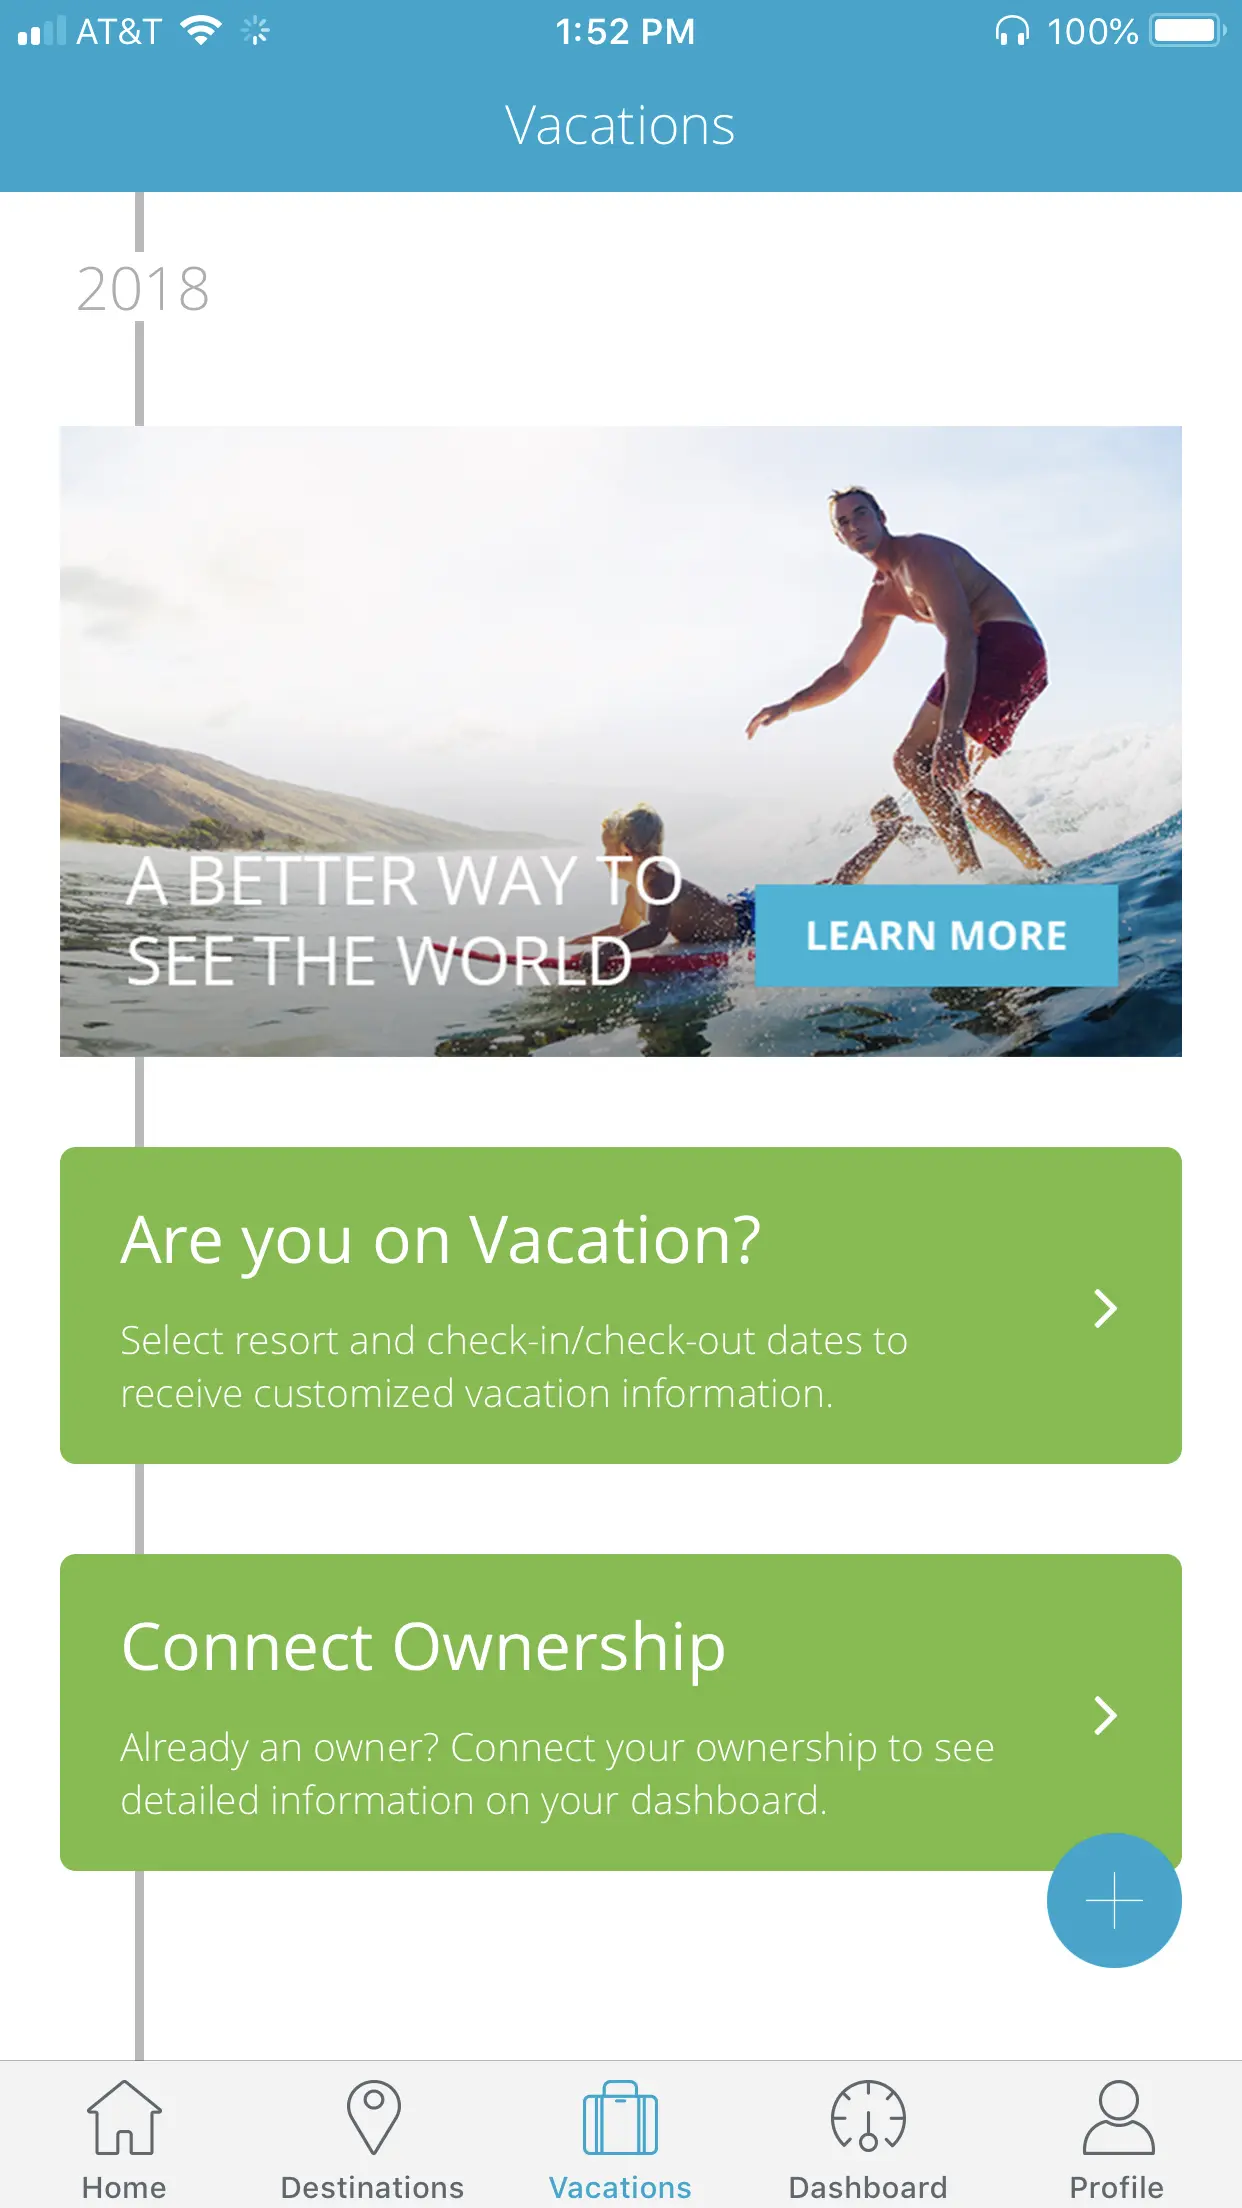 AT&T 1:52 PM 100%
Vacations
2018
A BETTER WAY TO
SEE THE WORLD
LEARN MORE
Are you on Vacation?
Select resort and check-in/check-out dates to
receive customized vacation information.
Connect Ownership
Already an owner? Connect your ownership to see
detailed information on your dashboard.
Home Destinations Vacations Dashboard Profile